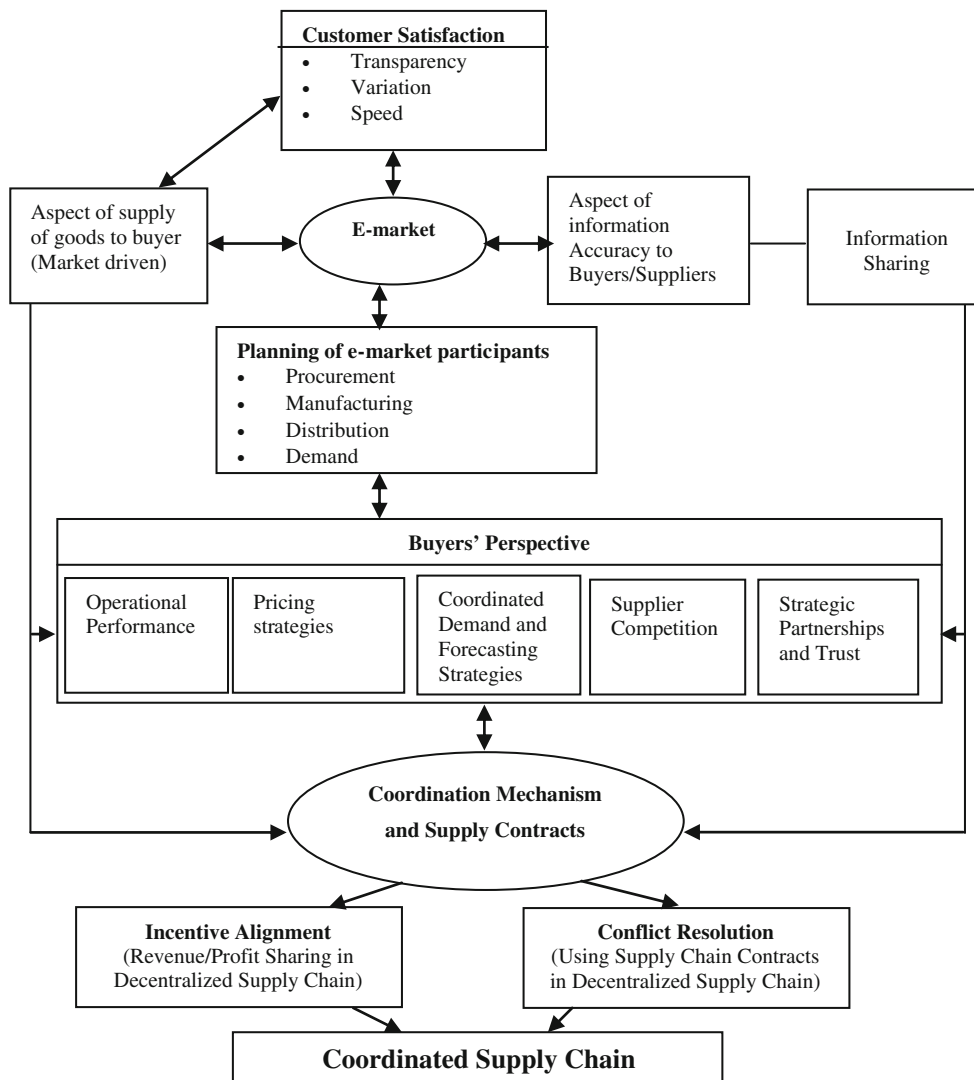 Customer Satisfaction
• Transparency
• Variation
• Speed
Aspect of supply
of goods to buyer
(Market driven)
E-market
Aspect of
information
Accuracy to
Buyers/Suppliers
Information
Sharing
Planning of e-market participants
• Procurement
• Manufacturing
• Distribution
• Demand
Buyers’ Perspective
Operational
Performance
Pricing
strategies
Coordinated
Demand and
Forecasting
Strategies
Supplier
Competition
Strategic
Partnerships
and Trust
Coordination Mechanism
and Supply Contracts
Incentive Alignment
(Revenue/Profit Sharing in
Decentralized Supply Chain)
Conflict Resolution
(Using Supply Chain Contracts
in Decentralized Supply Chain)
Coordinated Supply Chain